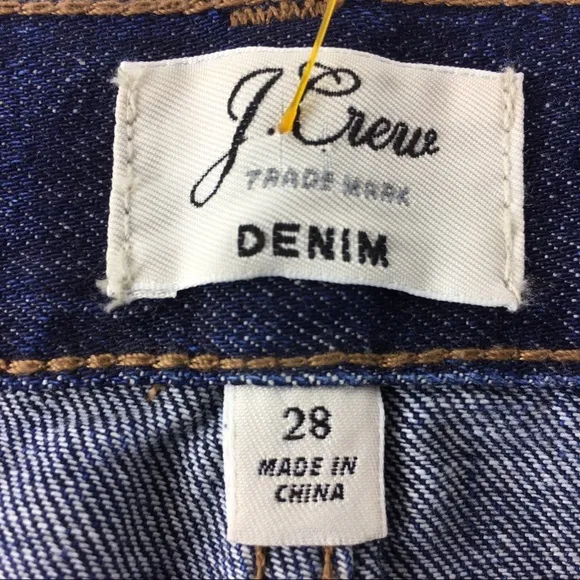 J. Crew
TRADE MARK
DENIM
28
MADE IN
CHINA